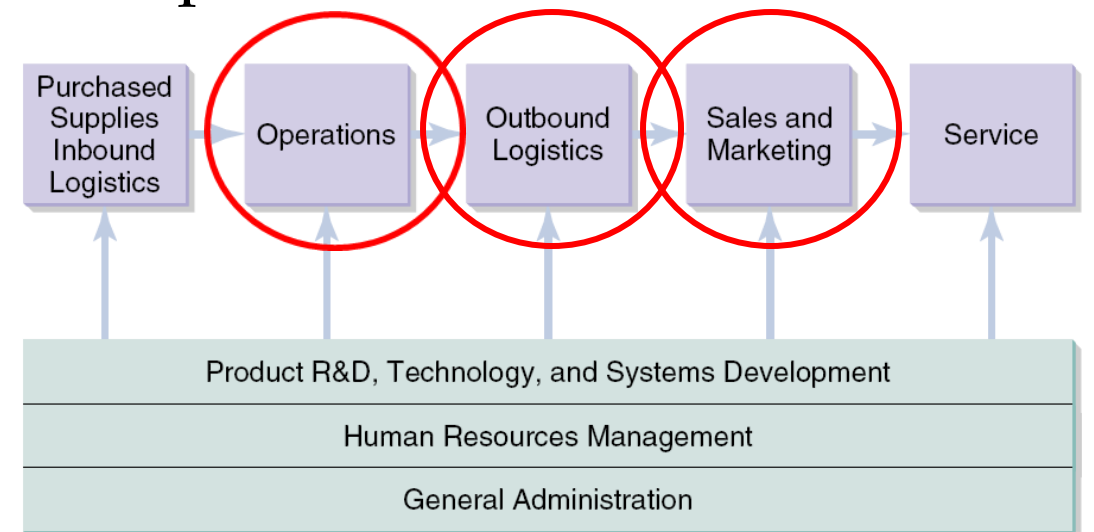 Purchased
Supplies
Inbound
Logistics
Operations
Outbound
Logistics
Sales and
Marketing
Service
Product R&D, Technology, and Systems Development
Human Resources Management
General Administration